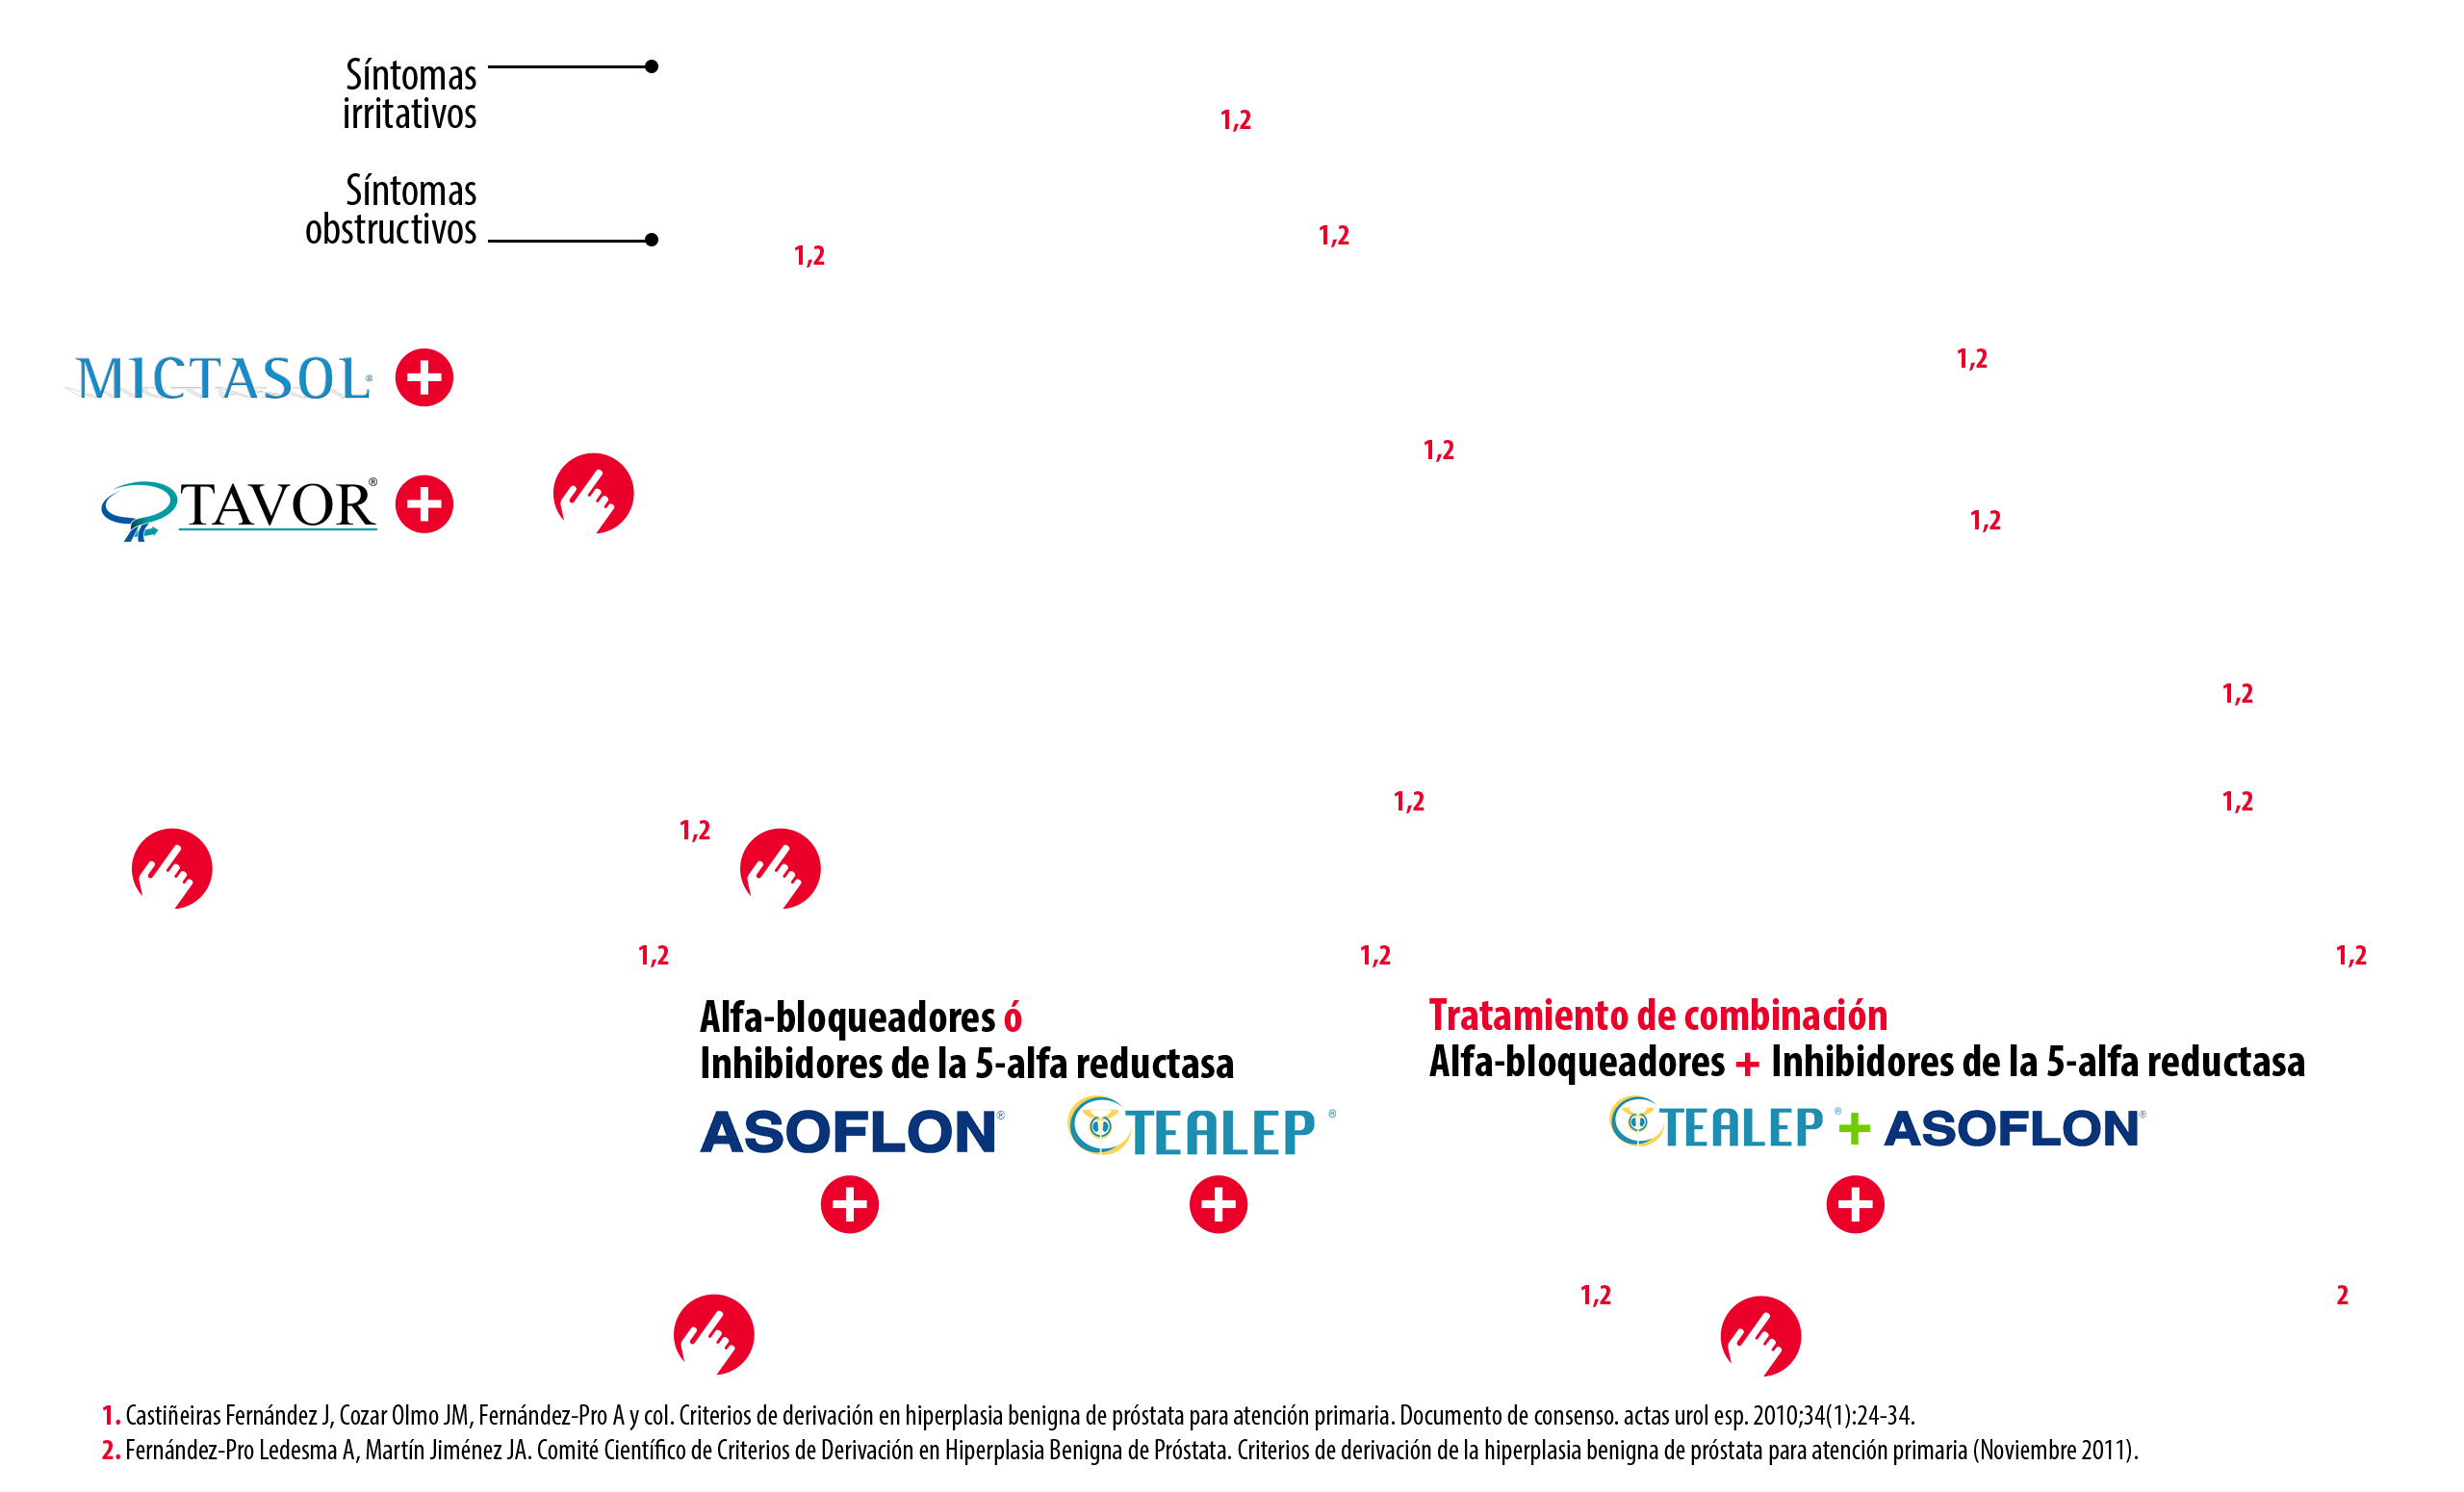 Síntomas
irritativos
1,2
Síntomas
obstructivos
1,2
1,2
MICTASOL®
1,2
1,2
TAVOR®
1,2
1,2
1,2
1,2
1,2
1,2
1,2
1,2
Alfa-bloqueadores ó
Inhibidores de la 5-alfa reductasa
ASOFLON® TEALEP®
Tratamiento de combinación
Alfa-bloqueadores + Inhibidores de la 5-alfa reductasa
TEALEP® + ASOFLON®
1,2
2
1. Castiñeiras Fernández J, Cozar Olmo JM, Fernández-Pro A y col. Criterios de derivación en hiperplasia benigna de próstata para atención primaria. Documento de consenso. actas urol esp. 2010;34(1):24-34.
2. Fernández-Pro Ledesma A, Martín Jiménez JA. Comité Científico de Criterios de Derivación en Hiperplasia Benigna de Próstata. Criterios de derivación de la hiperplasia benigna de próstata para atención primaria (Noviembre 2011).